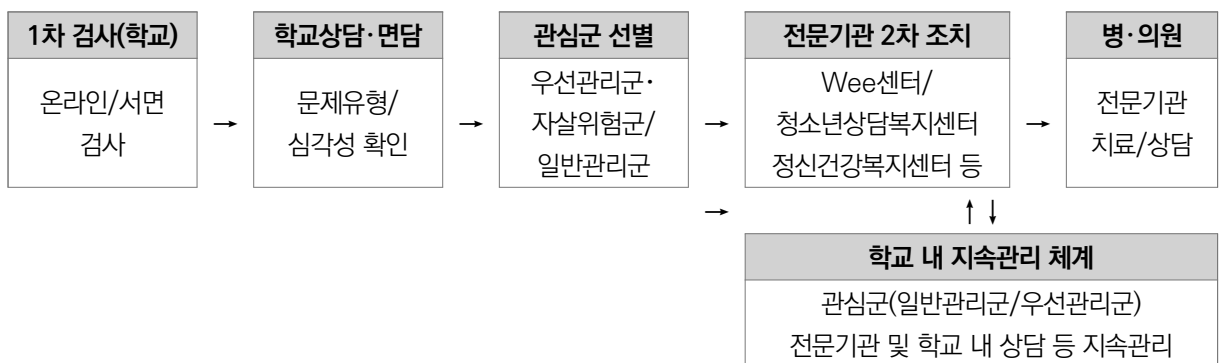 1차 검사(학교)
온라인/서면
검사
→
학교상담·면담
문제유형/
심각성 확인
→
관심군 선별
우선관리군·
자살위험군/
일반관리군
→
전문기관 2차 조치
Wee센터/
청소년상담복지센터
정신건강복지센터 등
→
병·의원
전문기관
치료/상담
→
↑↓
학교 내 지속관리 체계
관심군(일반관리군/우선관리군)
전문기관 및 학교 내 상담 등 지속관리